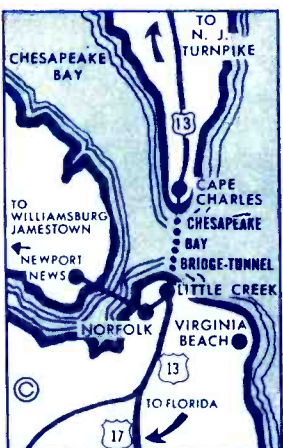 TO
N. J.
TURNPIKE
CHESAPEAKE
BAY
13
CAPE
CHARLES
TO
WILLIAMSBURG
JAMESTOWN
CHESAPEAKE
BAY
BRIDGE-TUNNEL
NEWPORT
NEWS
LITTLE CREEK
NORFOLK
VIRGINIA
BEACH
13
©
TO FLORIDA
17